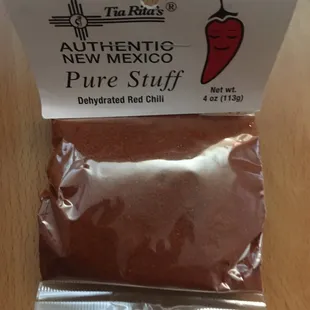 Tia Rita's®
AUTHENTIC
NEW MEXICO
Pure Stuff
Dehydrated Red Chili
Net wt.
4 oz (113g)